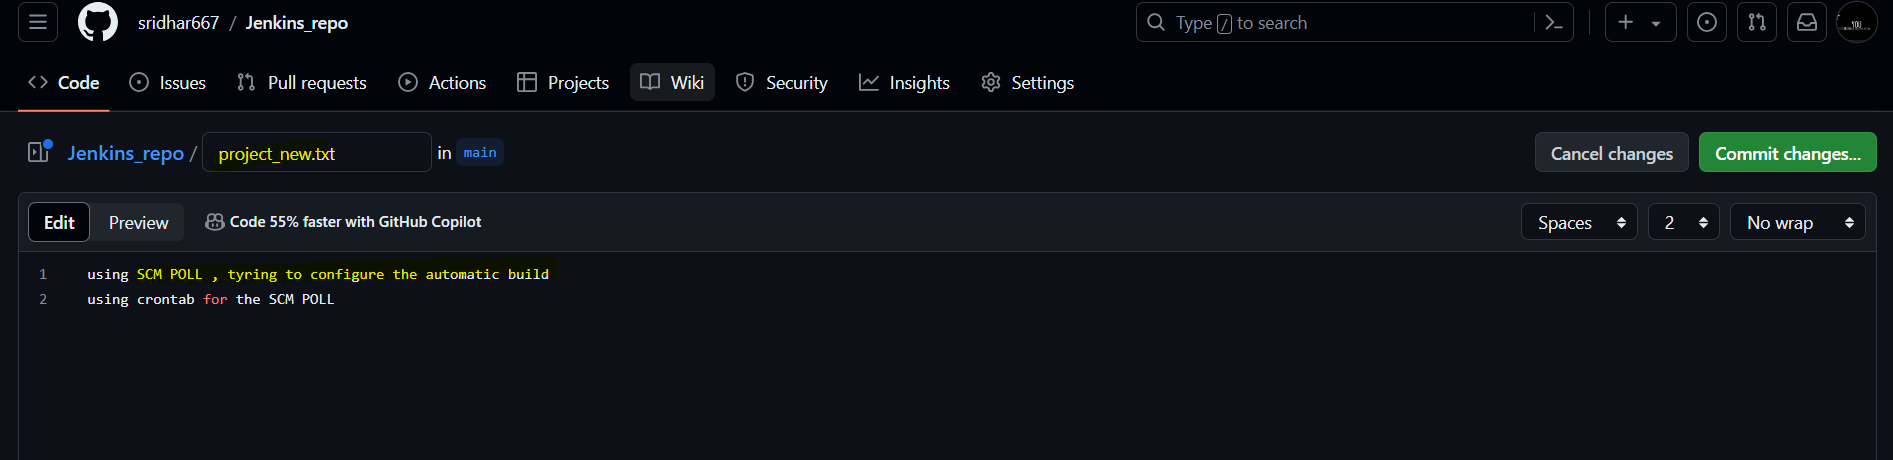 sridhar667 / Jenkins_repo
Type / to search
Code Issues Pull requests Actions Projects Wiki Security Insights Settings
Jenkins_repo / project_new.txt in main
Cancel changes Commit changes...
Edit Preview Code 55% faster with GitHub Copilot
Spaces 2 No wrap
1 using SCM POLL , tyring to configure the automatic build
2 using crontab for the SCM POLL